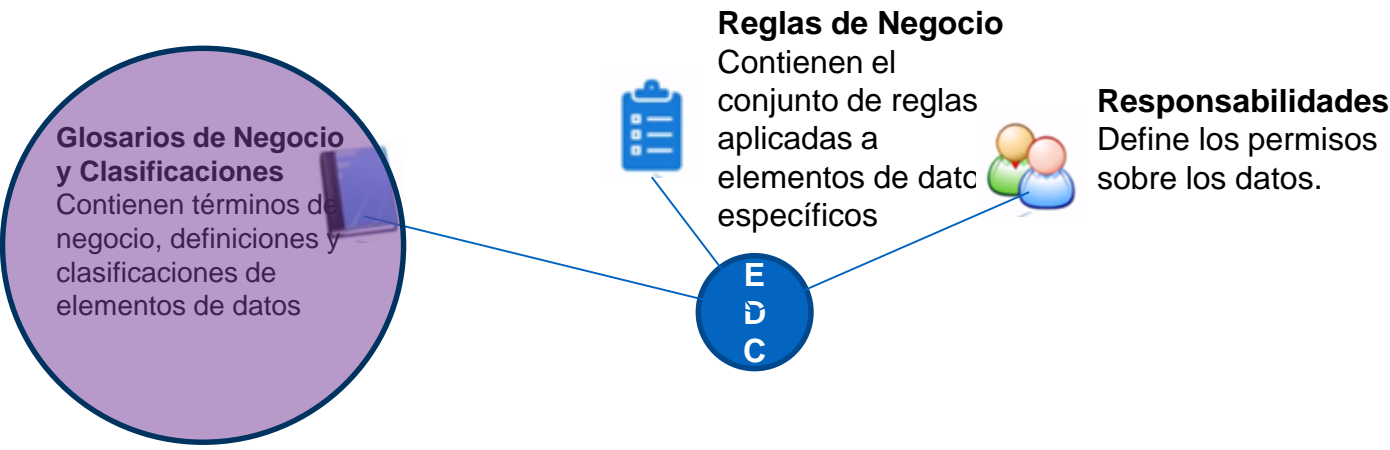 Glosarios de Negocio
y Clasificaciones
Contienen términos de
negocio, definiciones y
clasificaciones de
elementos de datos
Reglas de Negocio
Contienen el
conjunto de reglas
aplicadas a
elementos de dato
específicos
Responsabilidades
Define los permisos
sobre los datos.
E
D
C